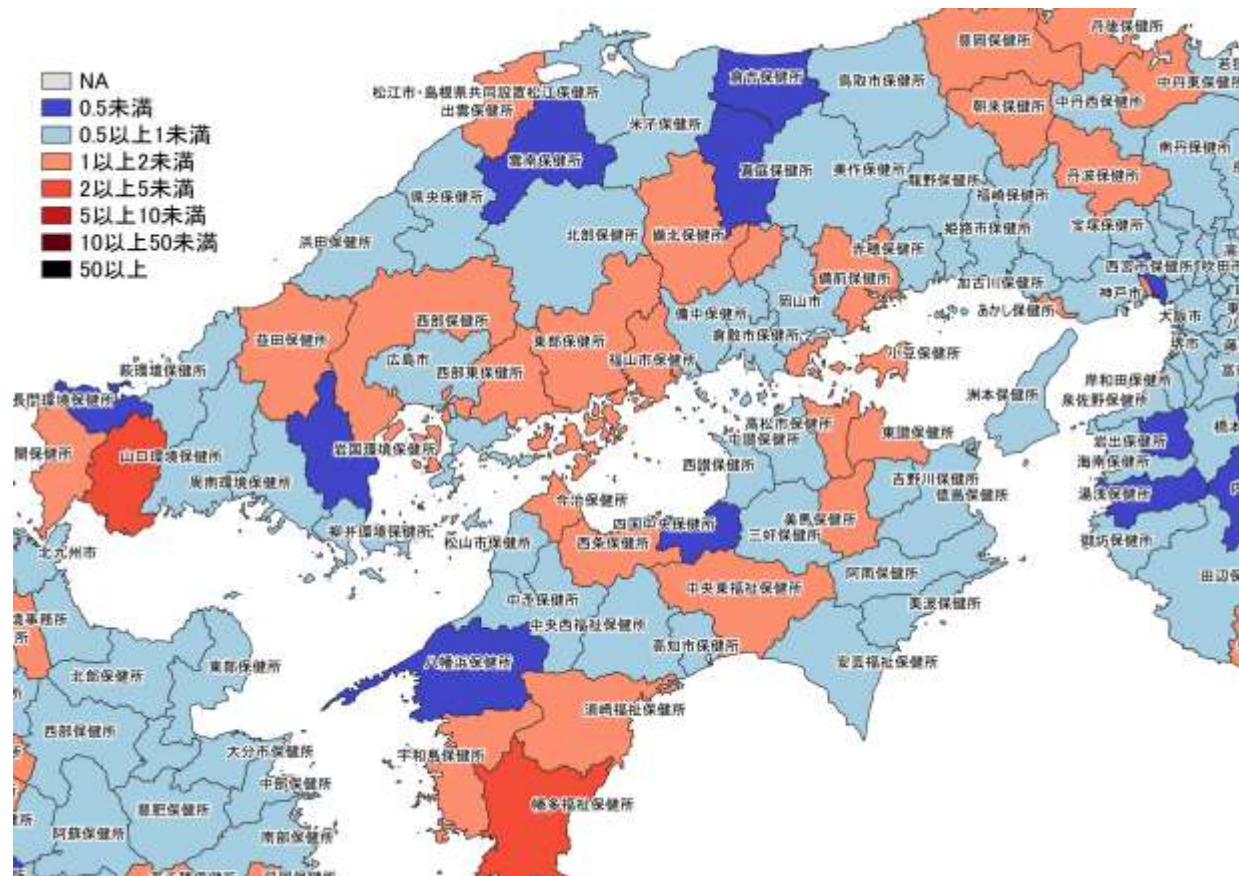 NA
0.5未満
0.5以上1未満
1以上2未満
2以上5未満
5以上10未満
10以上50未満
50以上
丹後保健所
豊岡保健所
倉吉保健所
鳥取市保健所
中丹東保健所
松江市・島根県共同設置松江保健所
朝来保健所
中丹西保健所
出雲保健所
米子保健所
南丹保健所
雲南保健所
真庭保健所
美作保健所
龍野保健所
丹波保健所
福崎保健所
県央保健所
北部保健所
備北保健所
姫路市保健所
宝塚保健所
浜田保健所
赤穂保健所
西宮市保健所
吹田市
備前保健所
加古川保健所
神戸市
岡山市
あかし保健所
大阪市
西部保健所
備中保健所
益田保健所
東部保健所
倉敷市保健所
堺市
広島市
福山市保健所
小豆保健所
萩環境保健所
西部東保健所
岸和田保健所
洲本保健所
長門環境保健所
泉佐野保健所
高松市保健所
東讃保健所
中讃保健所
岩出保健所
岩国環境保健所
山口環境保健所
西讃保健所
海南保健所
周南環境保健所
吉野川保健所
徳島保健所
湯浅保健所
今治保健所
四国中央保健所
美馬保健所
柳井環境保健所
三好保健所
御坊保健所
松山市保健所
西条保健所
北九州市
阿南保健所
田辺保
中央東福祉保健所
中予保健所
美波保健所
中央西福祉保健所
高知市保健所
安芸福祉保健所
東部保健所
八幡浜保健所
北部保健所
須崎福祉保健所
西部保健所
大分市保健所
宇和島保健所
中部保健所
幡多福祉保健所
豊肥保健所
阿蘇保健所
南部保健所